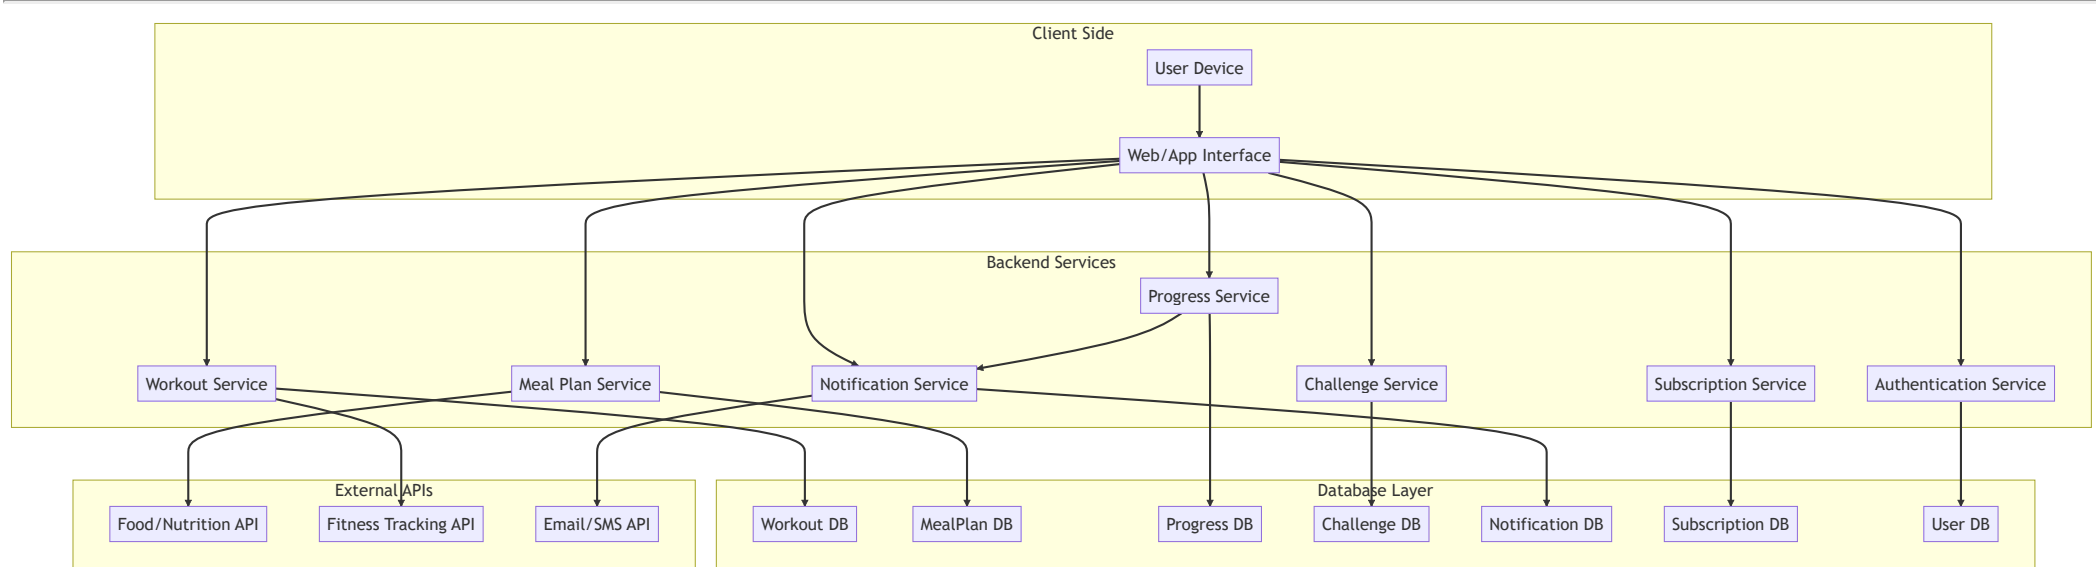 Client Side
User Device
Web/App Interface
Backend Services
Progress Service
Workout Service
Meal Plan Service
Notification Service
Challenge Service
Subscription Service
Authentication Service
External APIs
Database Layer
Food/Nutrition API
Fitness Tracking API
Email/SMS API
Workout DB
MealPlan DB
Progress DB
Challenge DB
Notification DB
Subscription DB
User DB